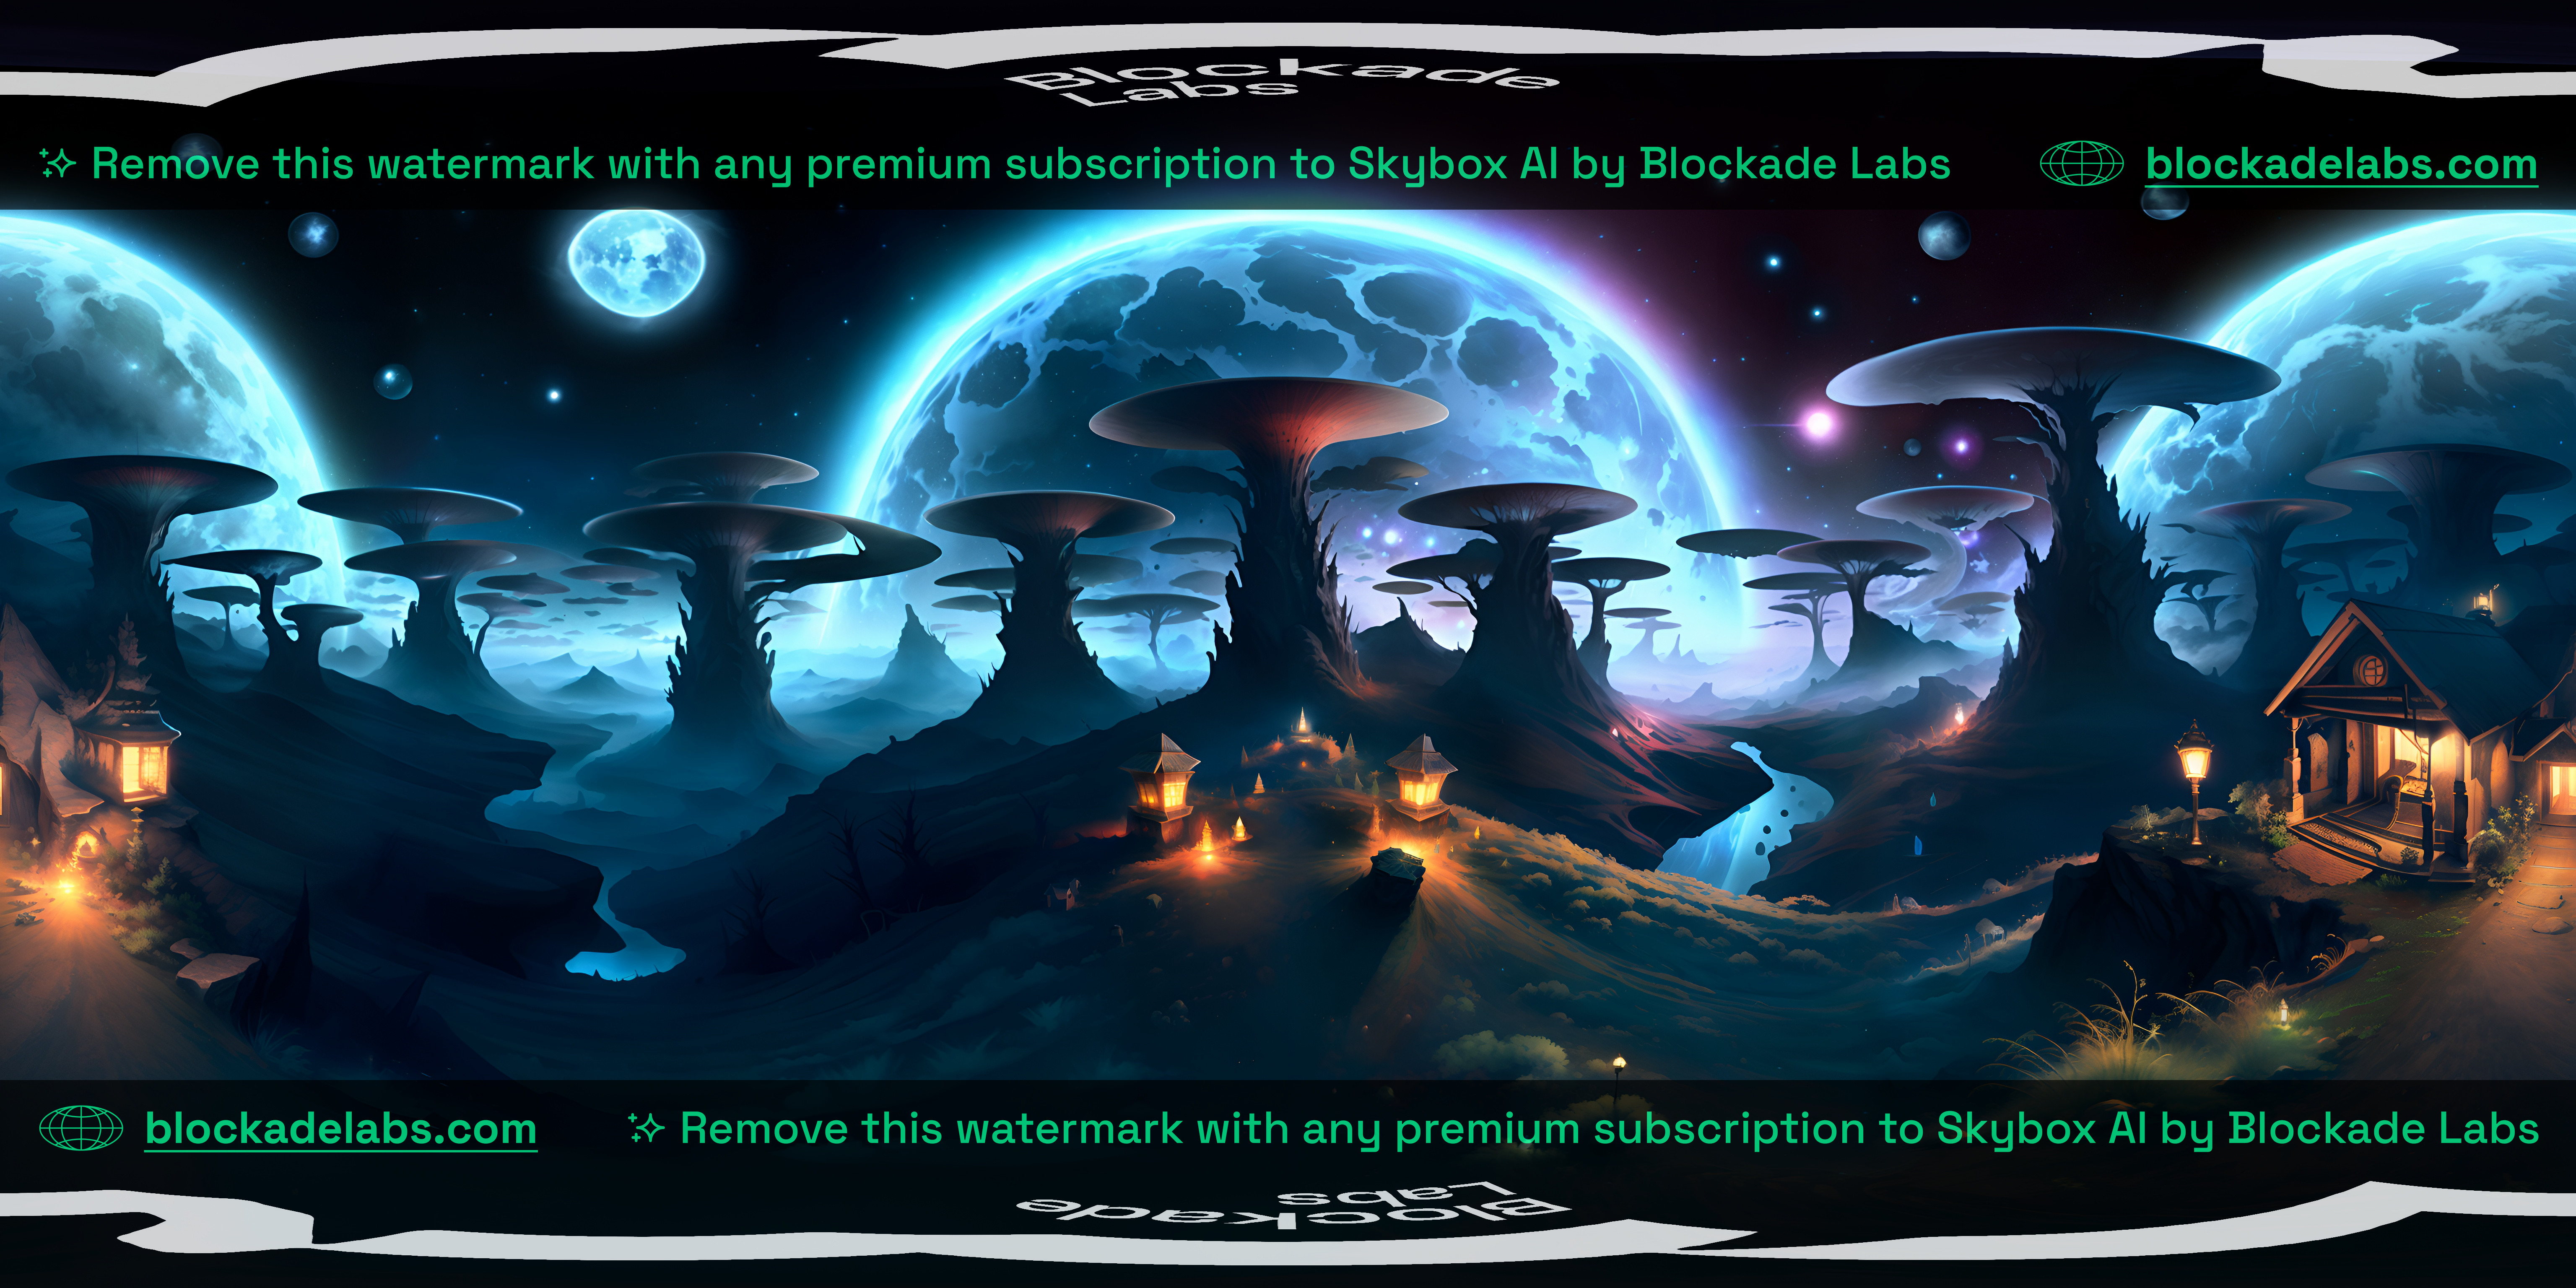 Blockade
Labs
Remove this watermark with any premium subscription to Skybox AI by Blockade Labs
blockadelabs.com
blockadelabs.com
Remove this watermark with any premium subscription to Skybox AI by Blockade Labs
Labs
Blockade